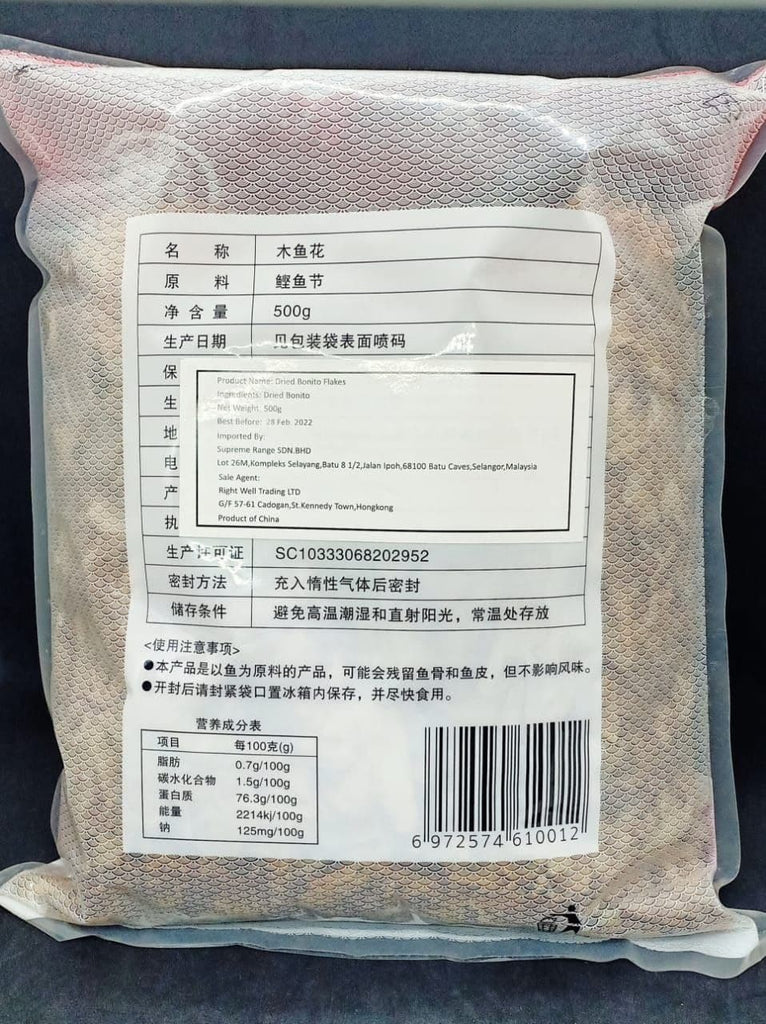 名 称 木鱼花
原 料 鲣鱼节
净 含 量 500g
生产日期 见包装袋表面喷码
保
生
地
电
产
执
Product Name: Dried Bonito Flakes
Ingredients: Dried Bonito
Net Weight: 500g
Best Before: 28 Feb. 2022
Imported By:
Supreme Range SDN.BHD
Lot 26M,Kompleks Selayang,Batu 8 1/2,Jalan Ipoh,68100 Batu Caves,Selangor,Malaysia
Sale Agent:
Right Well Trading LTD
G/F 57-61 Cadogan,St.Kennedy Town,Hongkong
Product of China
生产许可证 SC10333068202952
密封方法 充入惰性气体后密封
储存条件 避免高温潮湿和直射阳光，常温处存放
<使用注意事项>
●本产品是以鱼为原料的产品，可能会残留鱼骨和鱼皮，但不影响风味。
●开封后请封紧袋口置冰箱内保存，并尽快食用。
营养成分表
项目 每100克(g)
脂肪 0.7g/100g
碳水化合物 1.5g/100g
蛋白质 76.3g/100g
能量 2214kj/100g
钠 125mg/100g
6 972574 610012